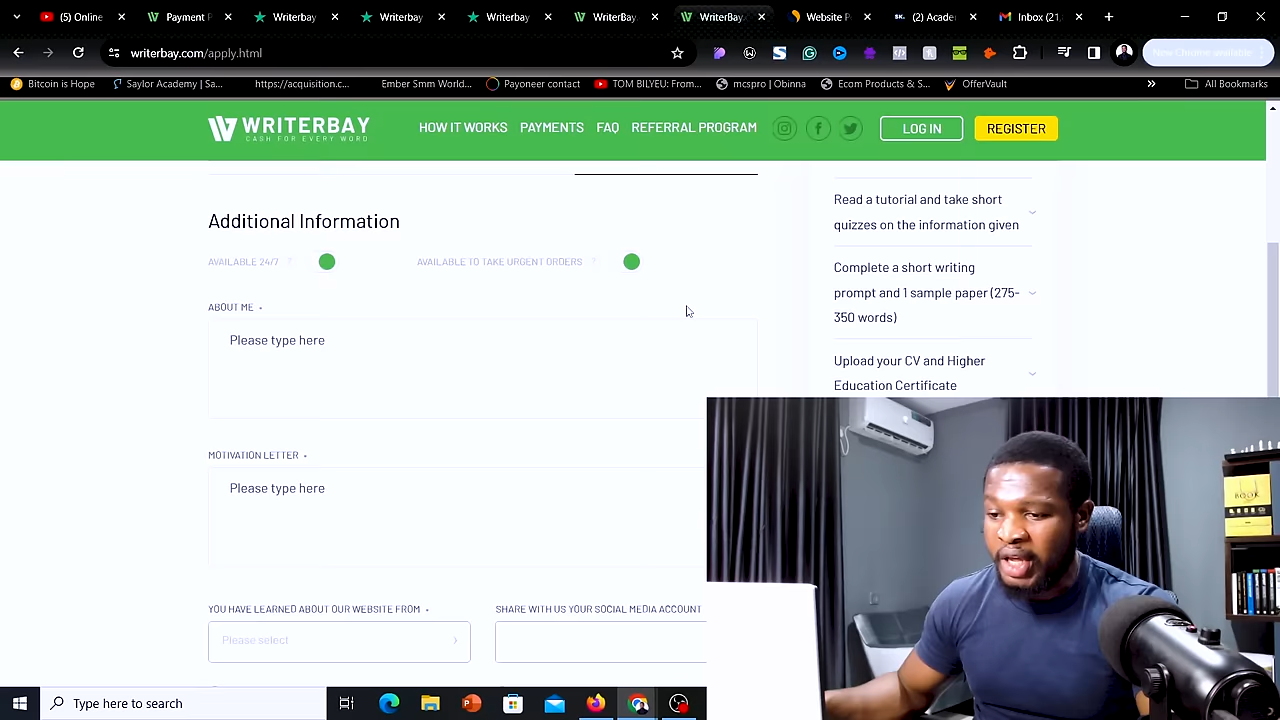 (2) Online
Payment P
Writerbay
Writerbay
Writerbay
WriterBay
WriterBay
Website P
(2) Acade
Inbox (21,
writerbay.com/apply.html
New Chrome available
Bitcoin is Hope
Saylor Academy | Sa...
https://acquisition.c...
Ember Smm World...
Payoneer contact
TOM BILYEU: From...
mcspro | Obinna
Ecom Products & S...
OfferVault
All Bookmarks
WRITERBAY
CASH FOR EVERY WORD
HOW IT WORKS
PAYMENTS
FAQ
REFERRAL PROGRAM
LOG IN
REGISTER
Additional Information
AVAILABLE 24/7 ?
AVAILABLE TO TAKE URGENT ORDERS ?
ABOUT ME •
Please type here
MOTIVATION LETTER •
Please type here
YOU HAVE LEARNED ABOUT OUR WEBSITE FROM •
Please select
SHARE WITH US YOUR SOCIAL MEDIA ACCOUNT
Read a tutorial and take short
quizzes on the information given
Complete a short writing
prompt and 1 sample paper (275-
350 words)
Upload your CV and Higher
Education Certificate
BOOK
Type here to search